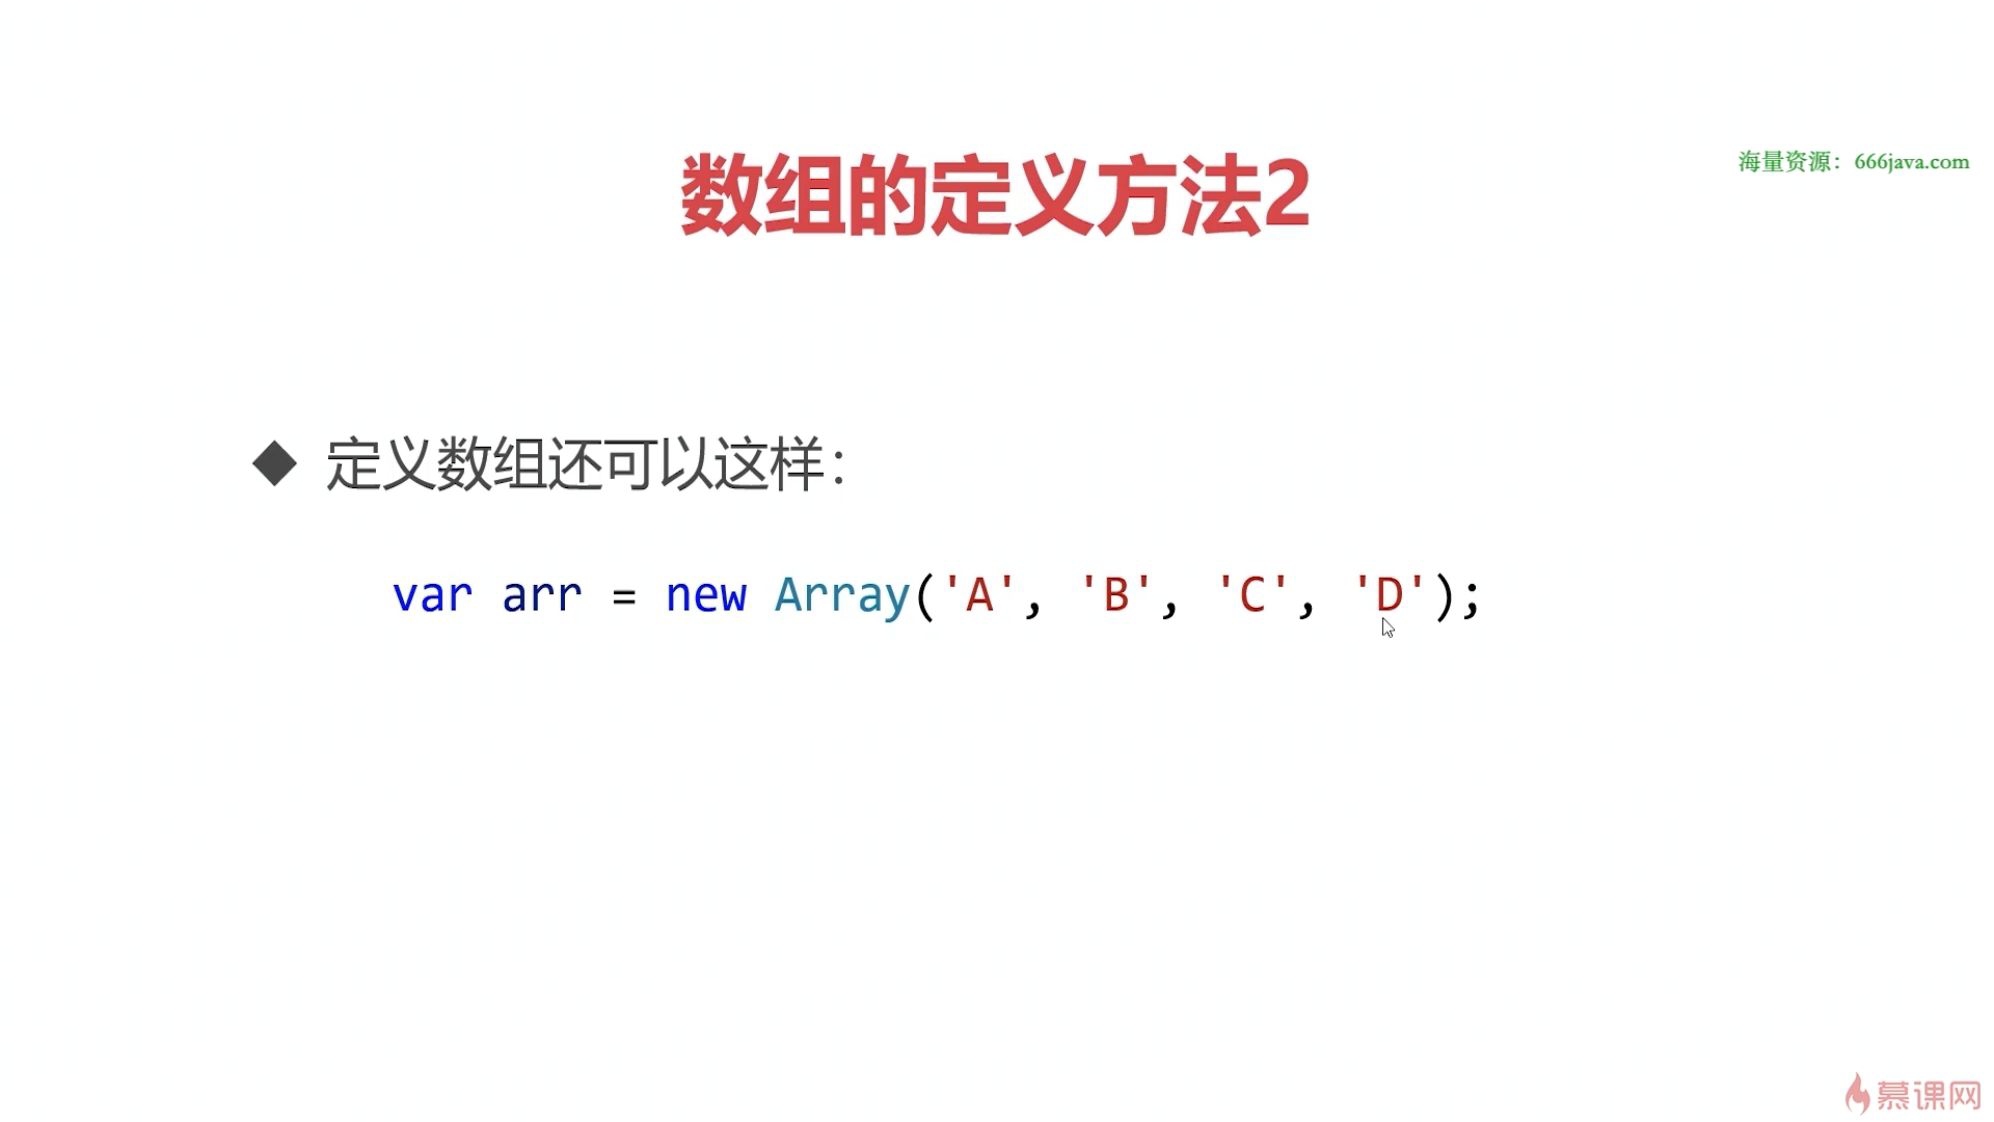 数组的定义方法2
海量资源：666java.com
◆ 定义数组还可以这样：
var arr = new Array('A', 'B', 'C', 'D');
慕课网